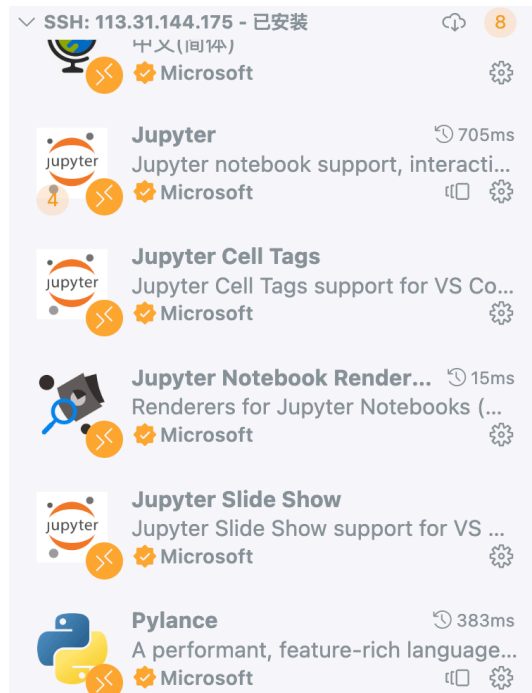 SSH: 113.31.144.175 - 已安装
8
中文(简体)
Microsoft
Jupyter
705ms
jupyter
Jupyter notebook support, interacti...
4
Microsoft
Jupyter Cell Tags
jupyter
Jupyter Cell Tags support for VS Co...
Microsoft
Jupyter Notebook Render...
15ms
Renderers for Jupyter Notebooks (...
Microsoft
Jupyter Slide Show
jupyter
Jupyter Slide Show support for VS ...
Microsoft
Pylance
383ms
A performant, feature-rich language...
Microsoft